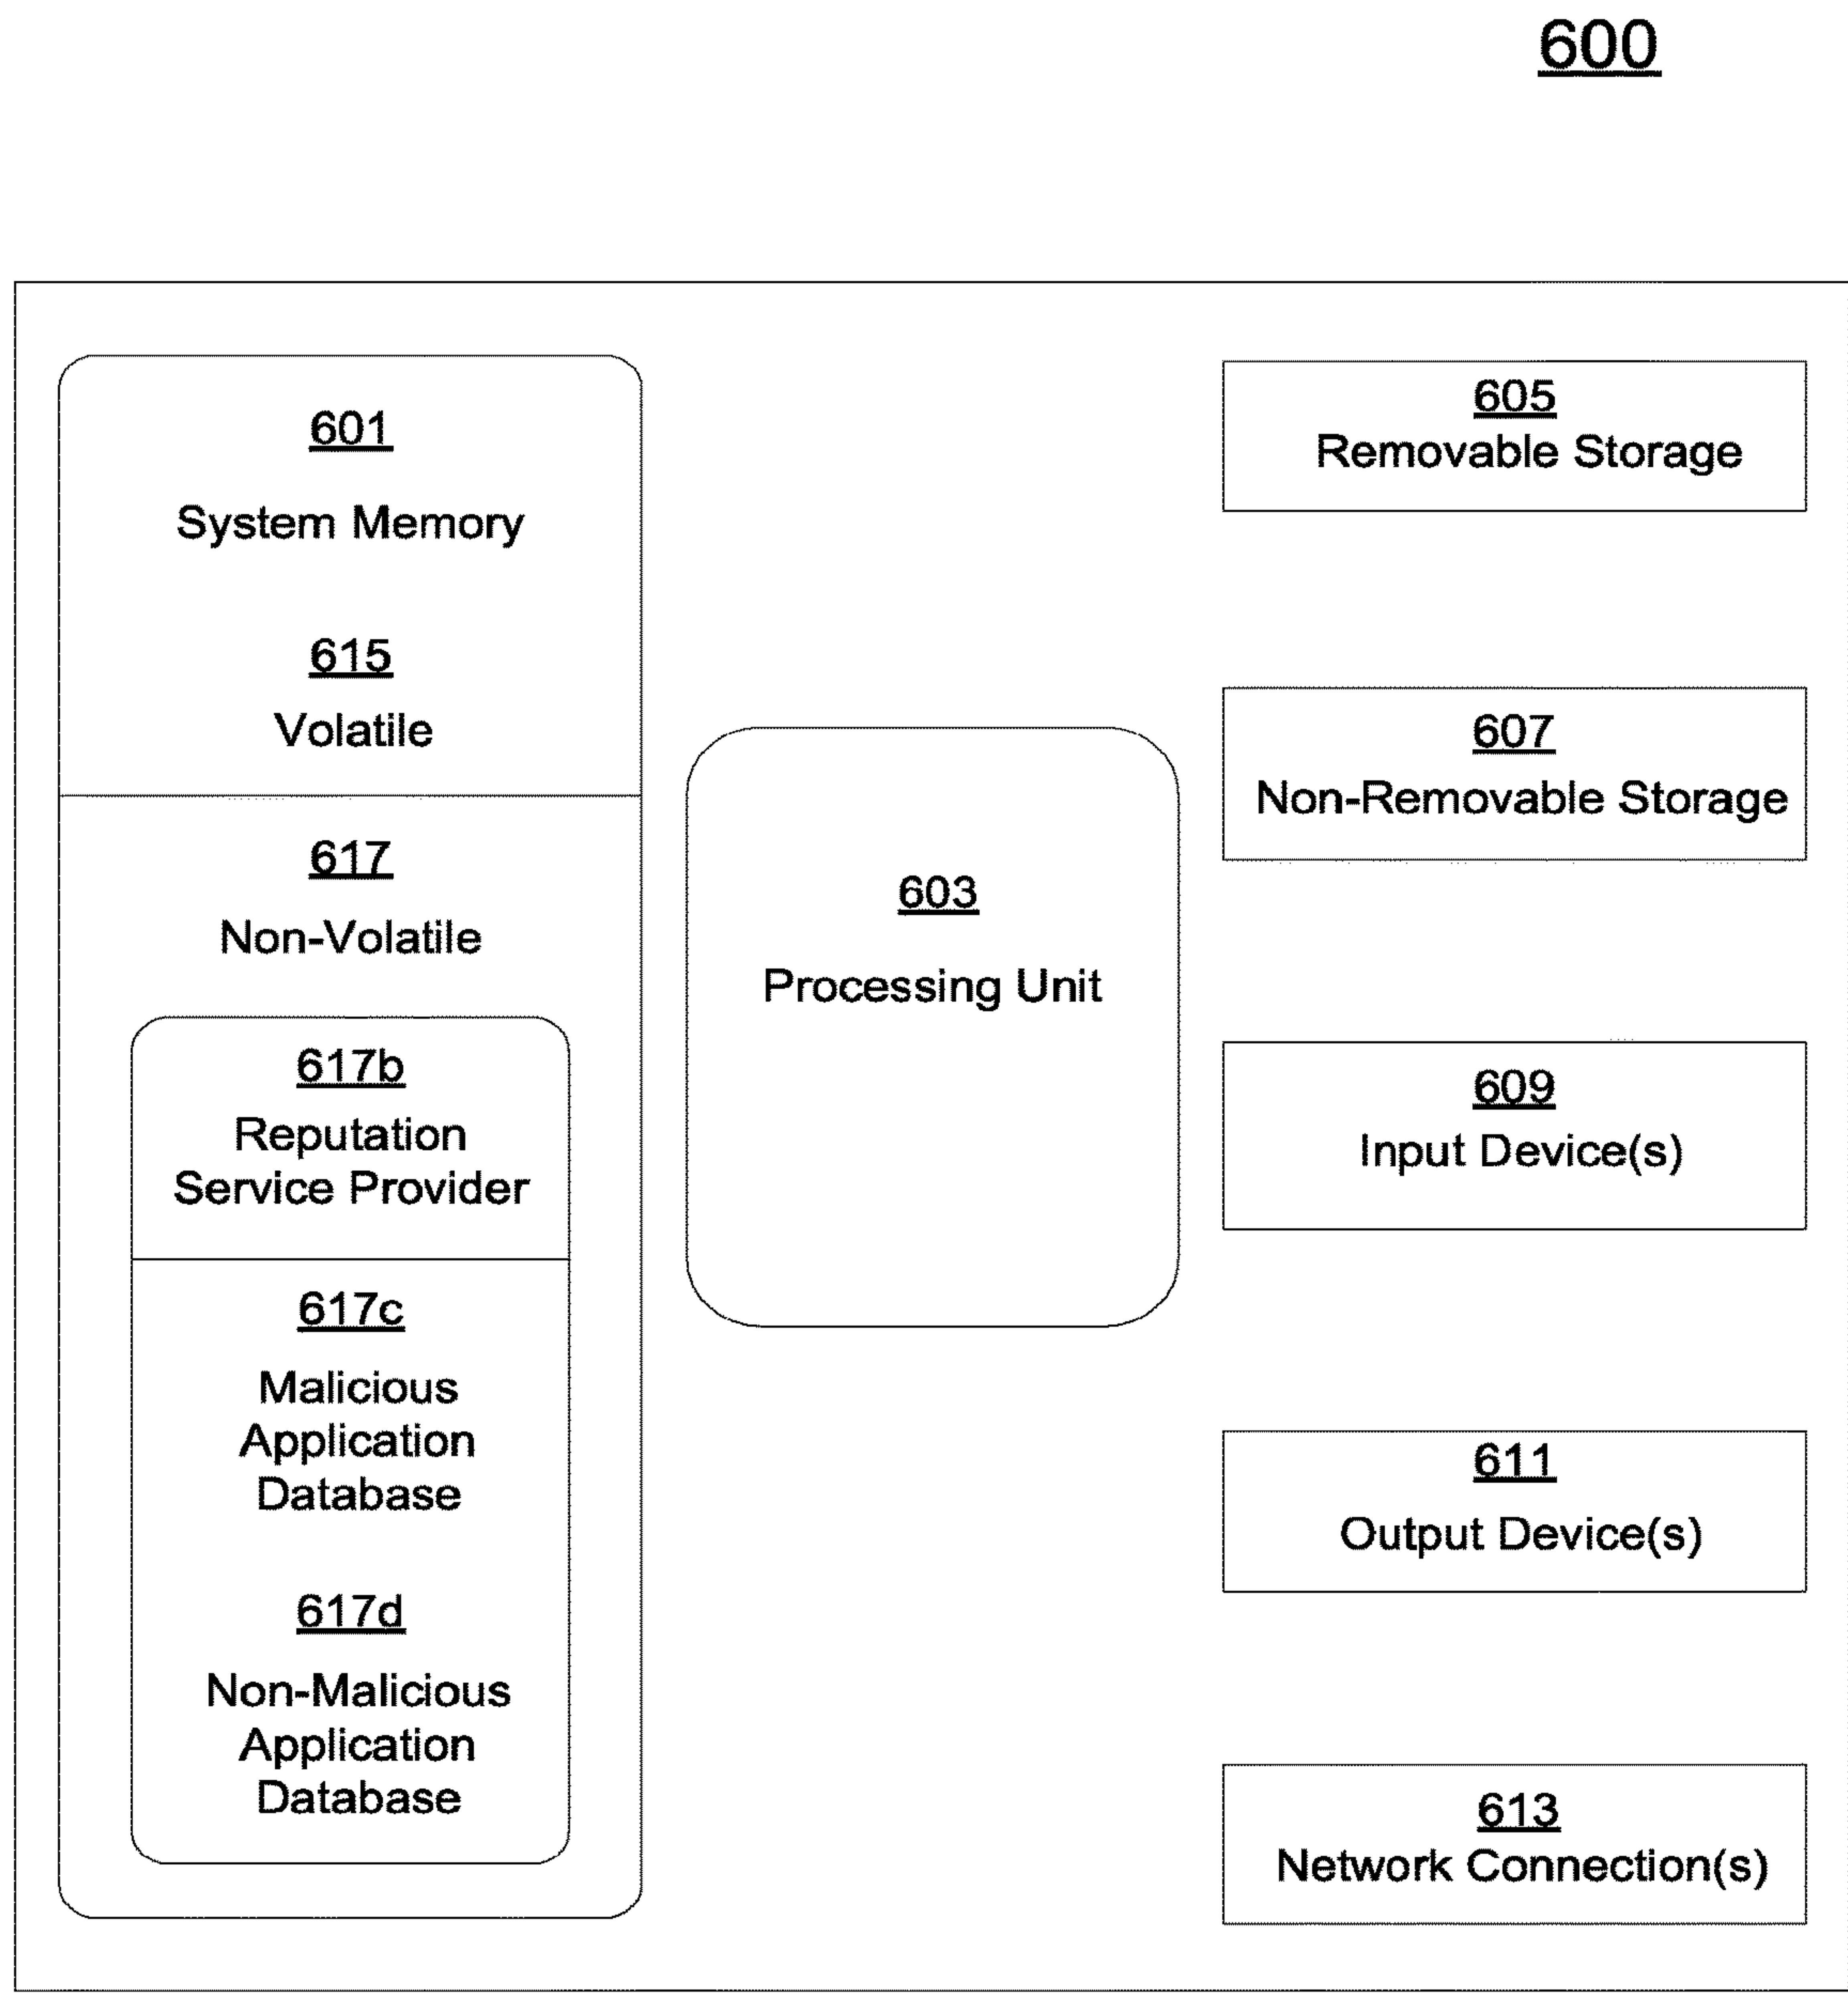 600
601
System Memory
615
Volatile
617
Non-Volatile
617b
Reputation
Service Provider
617c
Malicious
Application
Database
617d
Non-Malicious
Application
Database
603
Processing Unit
605
Removable Storage
607
Non-Removable Storage
609
Input Device(s)
611
Output Device(s)
613
Network Connection(s)